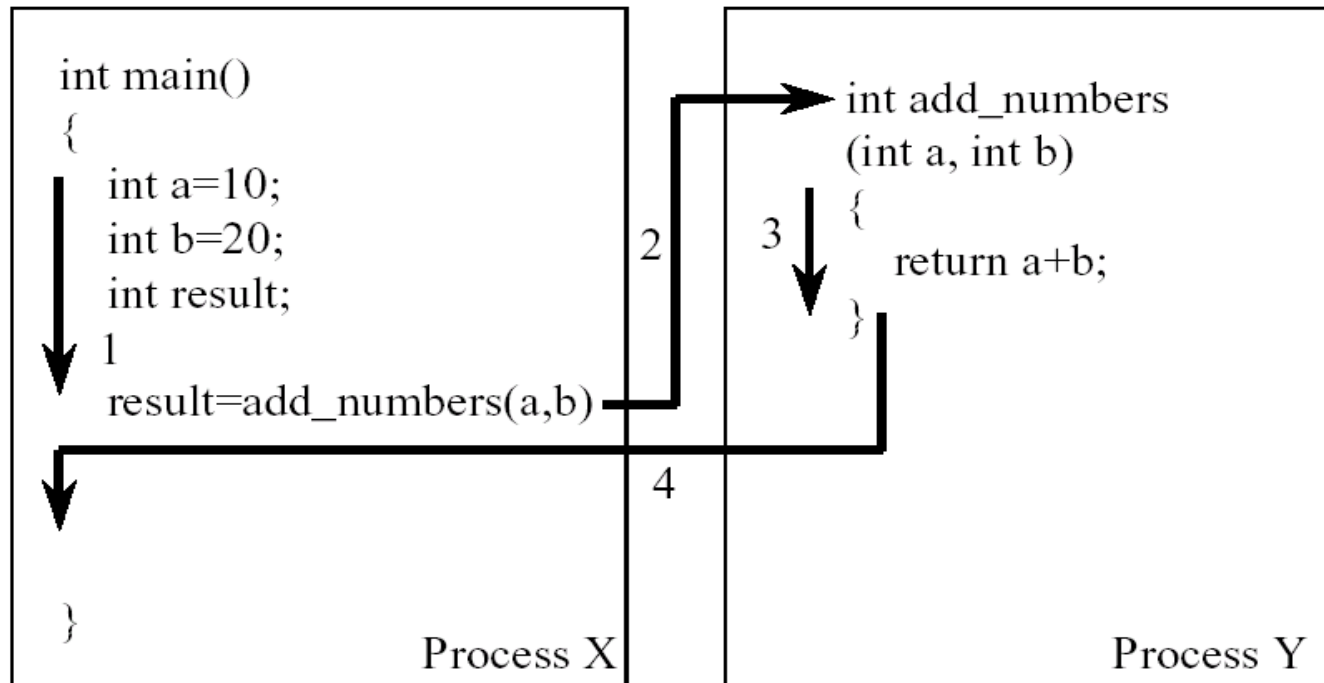 int main()
{
int a=10;
int b=20;
int result;
1
result=add_numbers(a,b)
}
Process X
2
4
int add_numbers
(int a, int b)
3
{
return a+b;
}
Process Y